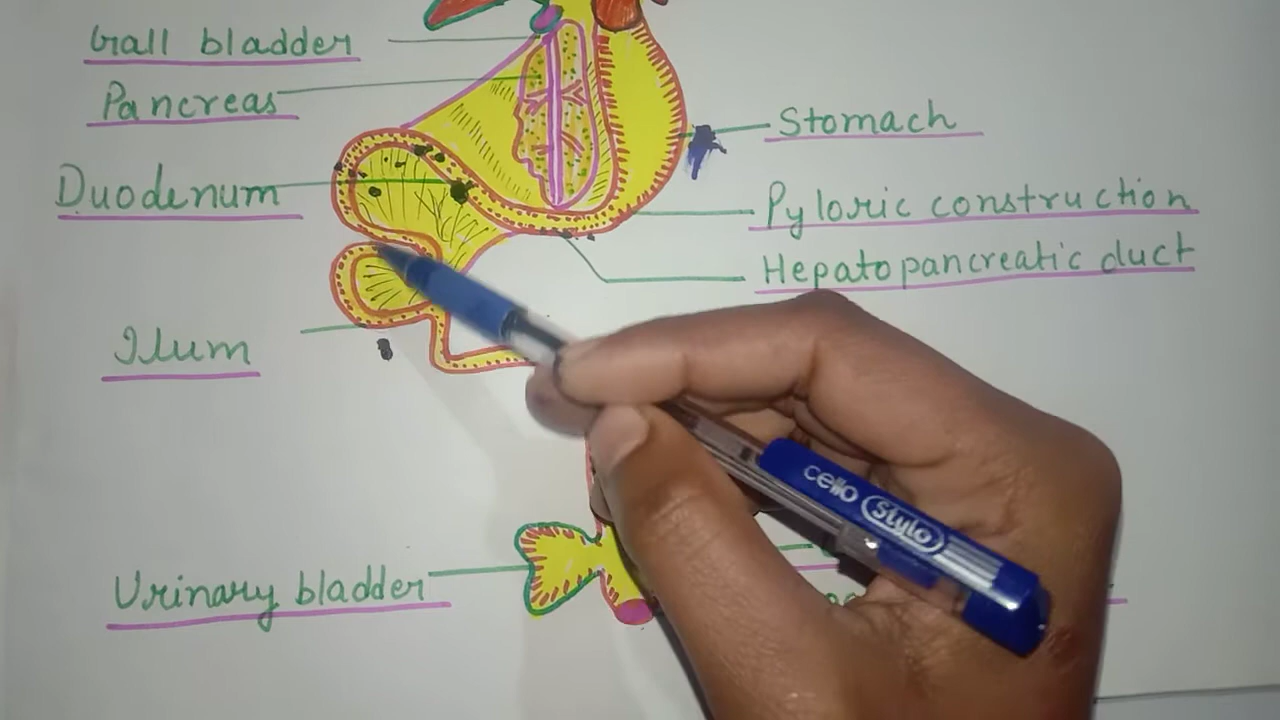 Gall bladder
Pancreas
Stomach
Duodenum
Pyloric construction
Hepatopancreatic duct
Ilum
cello Stylo
Urinary bladder